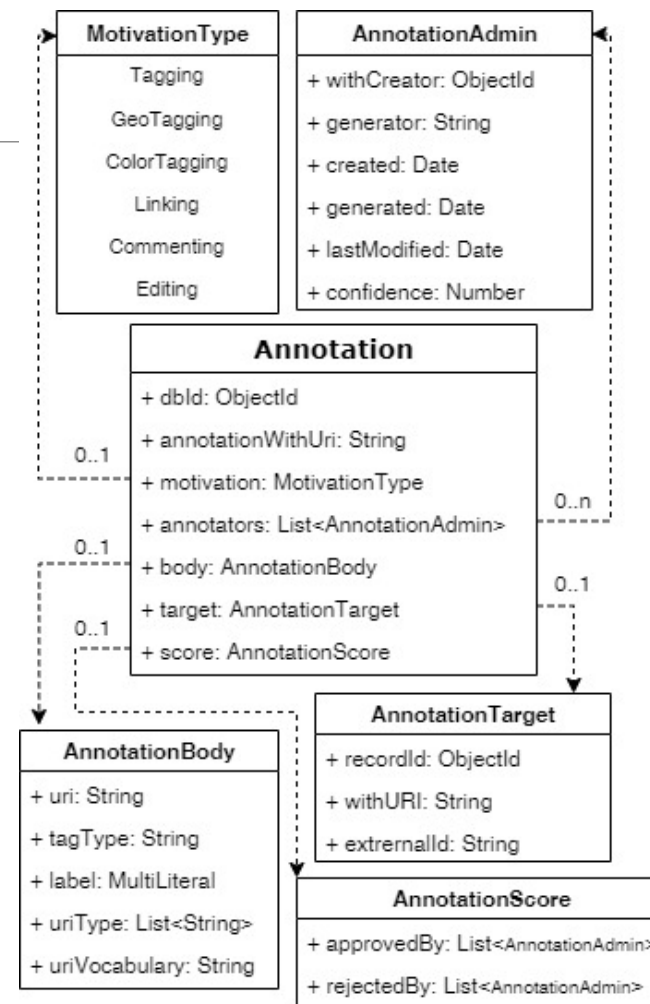 MotivationType
Tagging
GeoTagging
ColorTagging
Linking
Commenting
Editing
AnnotationAdmin
+ withCreator: ObjectId
+ generator: String
+ created: Date
+ generated: Date
+ lastModified: Date
+ confidence: Number
Annotation
+ dbId: ObjectId
+ annotationWithUri: String
+ motivation: MotivationType
+ annotators: List<AnnotationAdmin>
+ body: AnnotationBody
+ target: AnnotationTarget
+ score: AnnotationScore
0..1
0..1
0..1
0..n
0..1
AnnotationBody
+ uri: String
+ tagType: String
+ label: MultiLiteral
+ uriType: List<String>
+ uriVocabulary: String
AnnotationTarget
+ recordId: ObjectId
+ withURI: String
+ extrernalId: String
AnnotationScore
+ approvedBy: List<AnnotationAdmin>
+ rejectedBy: List<AnnotationAdmin>